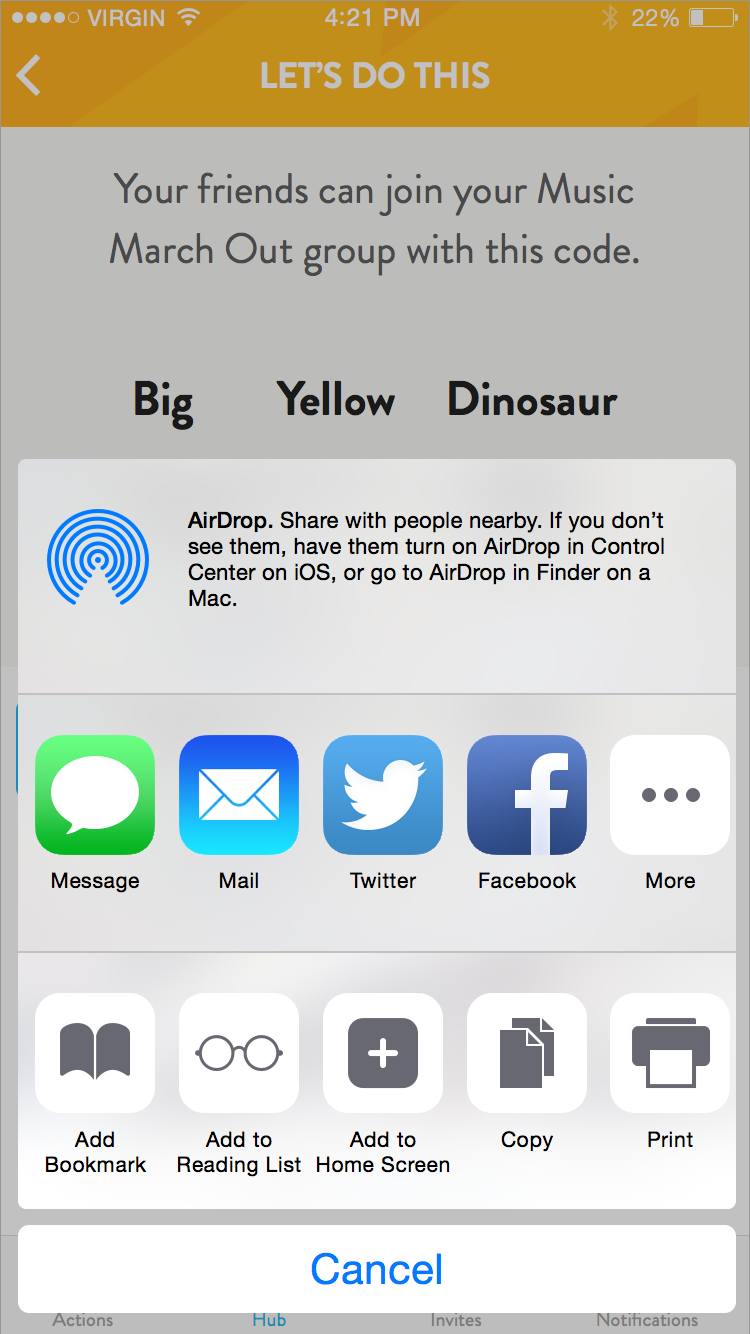 VIRGIN 4:21 PM 22%
LET'S DO THIS
Your friends can join your Music
March Out group with this code.
Big Yellow Dinosaur
AirDrop. Share with people nearby. If you don't
see them, have them turn on AirDrop in Control
Center on iOS, or go to AirDrop in Finder on a
Mac.
Message Mail Twitter Facebook More
Add Add to Add to Copy Print
Bookmark Reading List Home Screen
Cancel
Actions Hub Invites Notifications